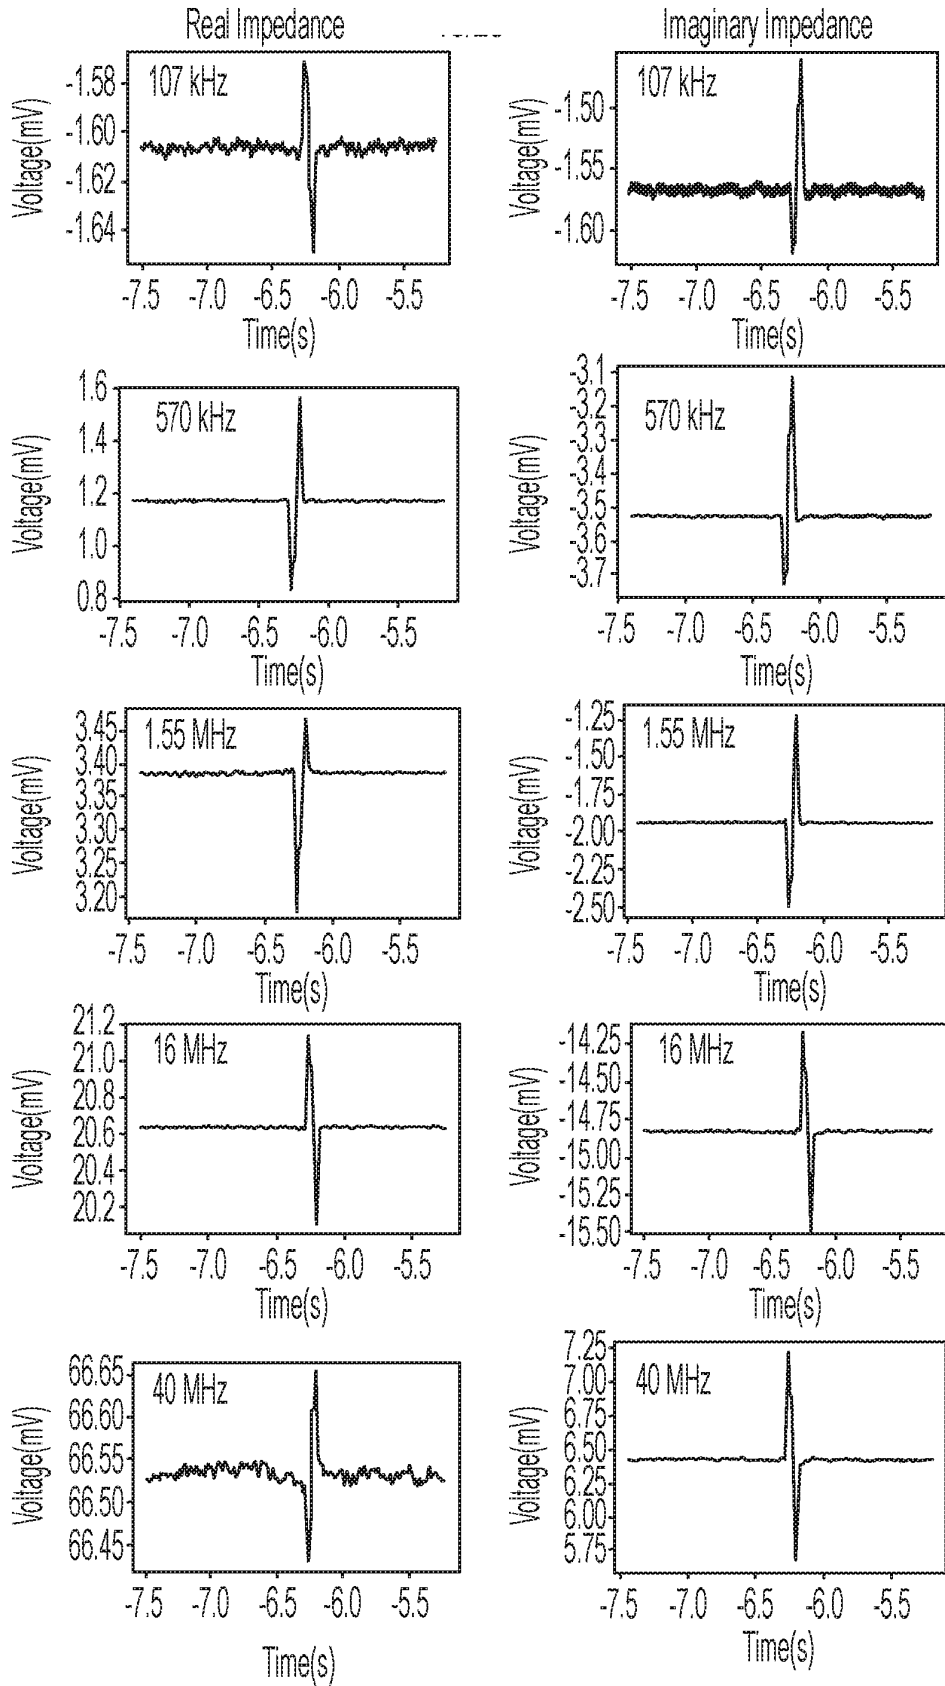 Real Impedance Imaginary Impedance
107 kHz
Voltage(mV)
-1.58
-1.60
-1.62
-1.64
-7.5 -7.0 -6.5 -6.0 -5.5
Time(s)
107 kHz
Voltage(mV)
-1.50
-1.55
-1.60
-7.5 -7.0 -6.5 -6.0 -5.5
Time(s)
570 kHz
Voltage(mV)
1.6
1.4
1.2
1.0
0.8
-7.5 -7.0 -6.5 -6.0 -5.5
Time(s)
570 kHz
Voltage(mV)
-3.1
-3.2
-3.3
-3.4
-3.5
-3.6
-3.7
-7.5 -7.0 -6.5 -6.0 -5.5
Time(s)
1.55 MHz
Voltage(mV)
3.45
3.39
3.35
3.30
3.25
3.20
-7.5 -7.0 -6.5 -6.0 -5.5
Time(s)
1.55 MHz
Voltage(mV)
-1.25
-1.50
-1.75
-2.00
-2.25
-2.50
-7.5 -7.0 -6.5 -6.0 -5.5
Time(s)
16 MHz
Voltage(mV)
21.2
21.0
20.8
20.6
20.4
20.2
-7.5 -7.0 -6.5 -6.0 -5.5
Time(s)
16 MHz
Voltage(mV)
-14.25
-14.50
-14.75
-15.00
-15.25
-15.50
-7.5 -7.0 -6.5 -6.0 -5.5
Time(s)
40 MHz
Voltage(mV)
66.65
66.60
66.55
66.50
66.45
-7.5 -7.0 -6.5 -6.0 -5.5
Time(s)
40 MHz
Voltage(mV)
7.25
7.00
6.75
6.50
6.25
6.00
5.75
-7.5 -7.0 -6.5 -6.0 -5.5
Time(s)